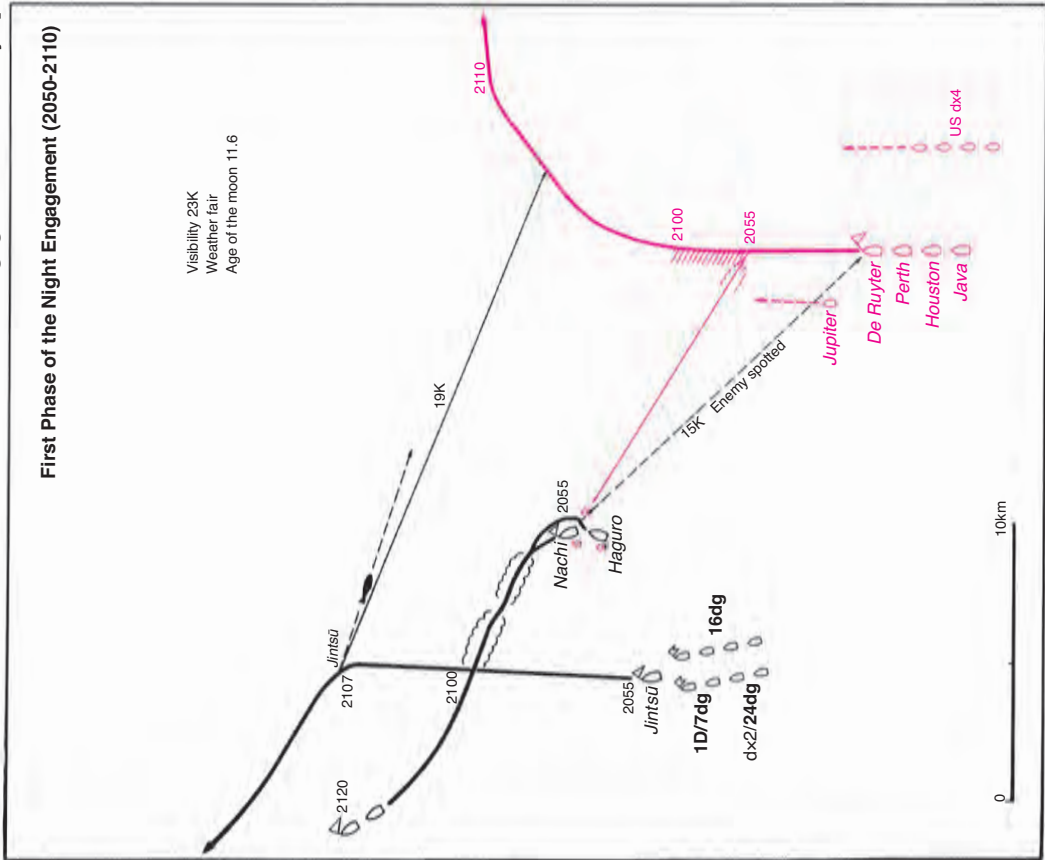 First Phase of the Night Engagement (2050-2110)
Visibility 23K
Weather fair
Age of the moon 11.6
2110
19K
2100
2055
US dx4
Jupiter
De Ruyter
Perth
Houston
Java
15K Enemy spotted
2055
Nachi
Haguro
Jintsū
2107
2100
2055
Jintsū
16dg
1D/7dg
dx2/24dg
2120
0
10km